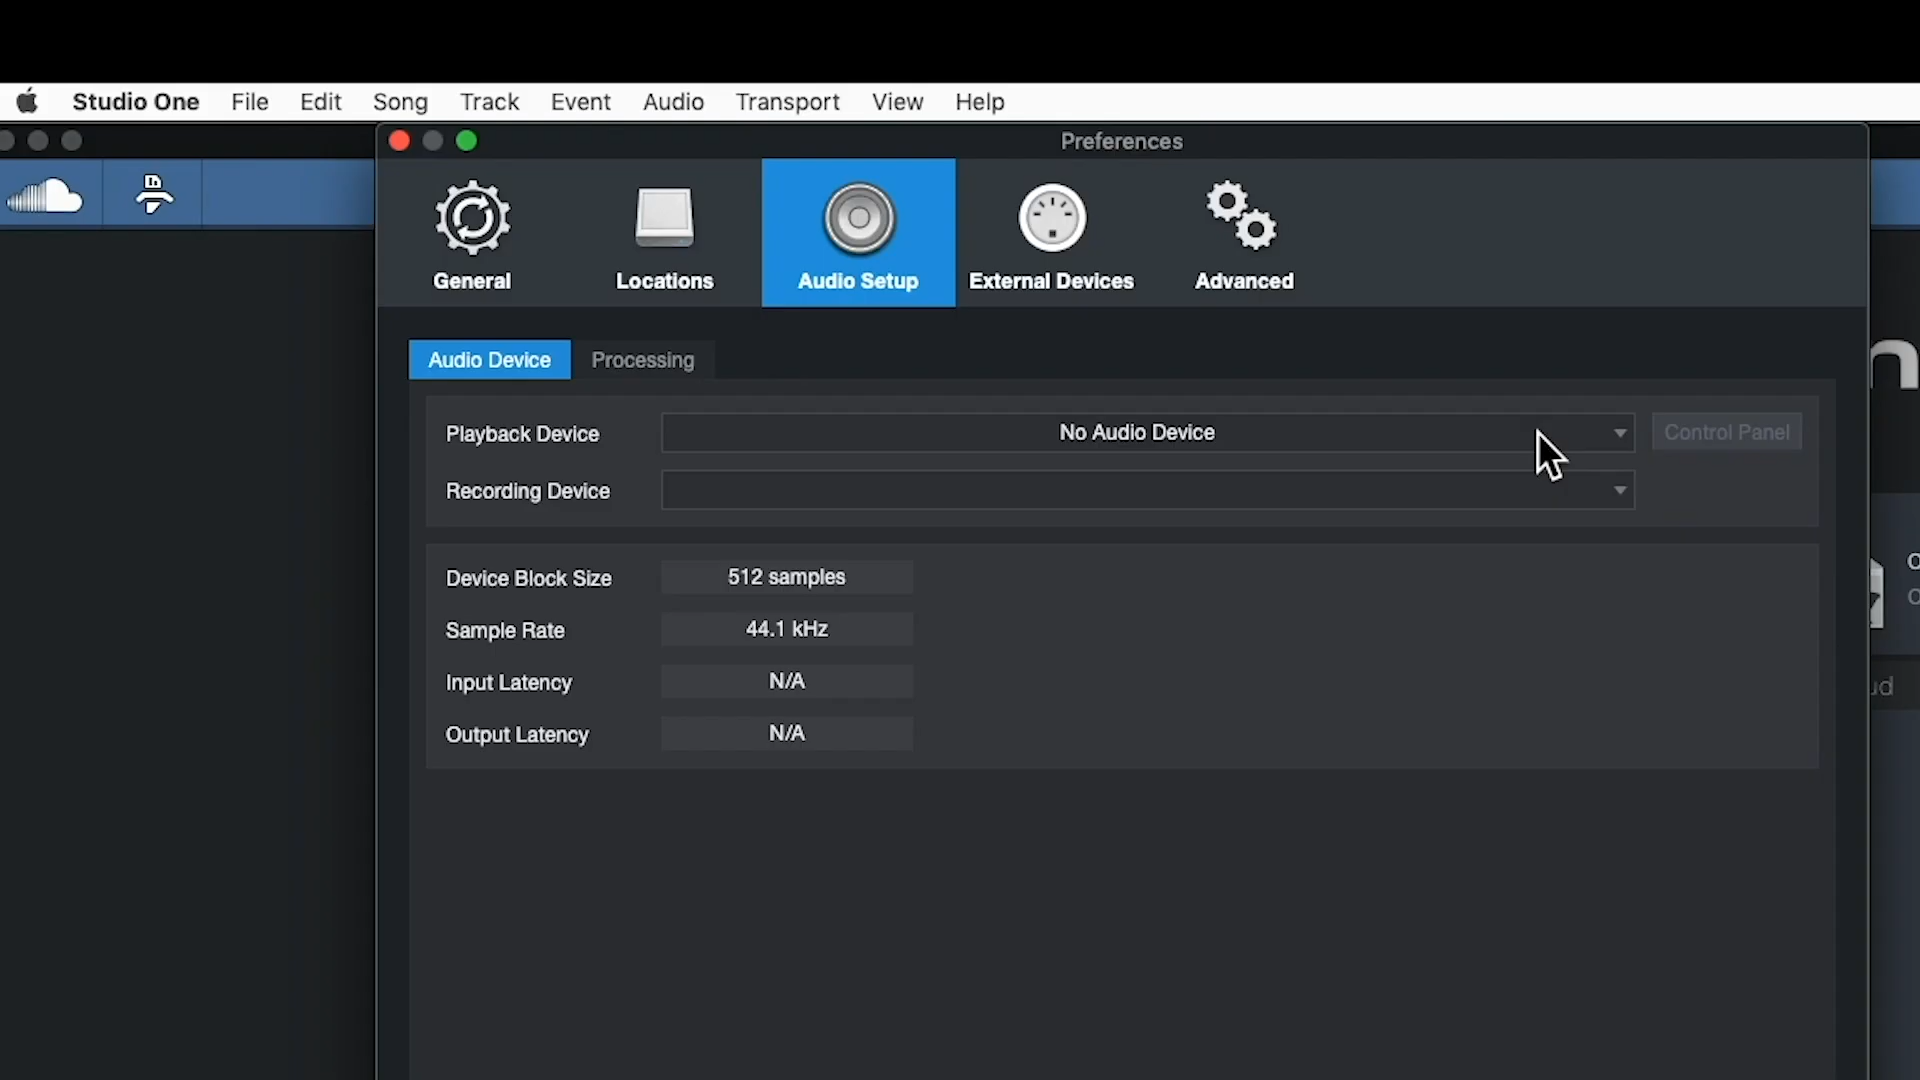 Studio One File Edit Song Track Event Audio Transport View Help
Preferences
General Locations Audio Setup External Devices Advanced
Audio Device Processing
Playback Device No Audio Device Control Panel
Recording Device
Device Block Size 512 samples
Sample Rate 44.1 kHz
Input Latency N/A
Output Latency N/A